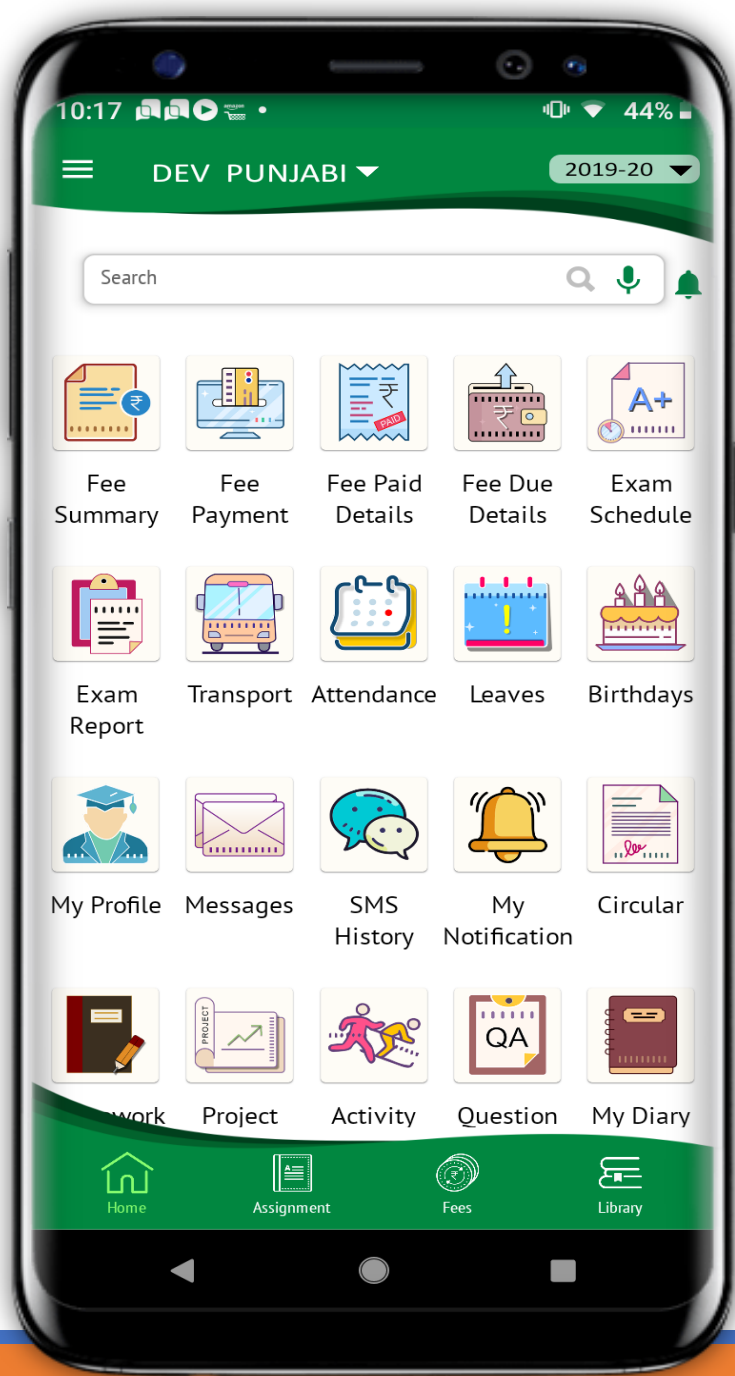 10:17
44%
DEV PUNJABI
2019-20
Search
PAID
A+
Fee Summary
Fee Payment
Fee Paid Details
Fee Due Details
Exam Schedule
Exam Report
Transport
Attendance
Leaves
Birthdays
My Profile
Messages
SMS History
My Notification
Circular
PROJECT
QA
work
Project
Activity
Question
My Diary
Home
Assignment
Fees
Library